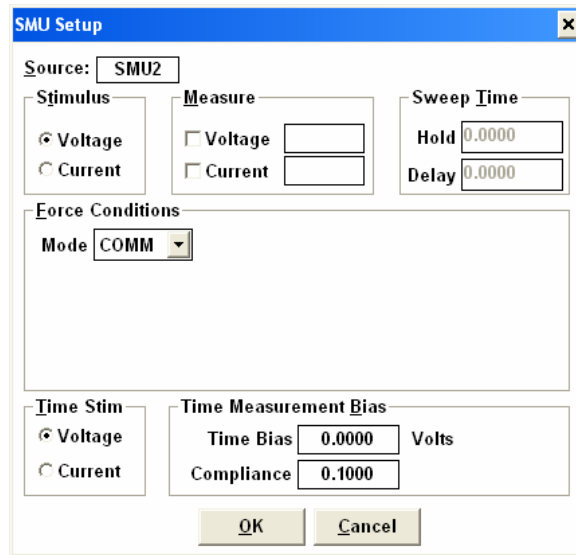 SMU Setup
Source: SMU2
Stimulus
Voltage
Current
Measure
Voltage
Current
Sweep Time
Hold 0.0000
Delay 0.0000
Force Conditions
Mode COMM
Time Stim
Voltage
Current
Time Measurement Bias
Time Bias 0.0000 Volts
Compliance 0.1000
OK Cancel